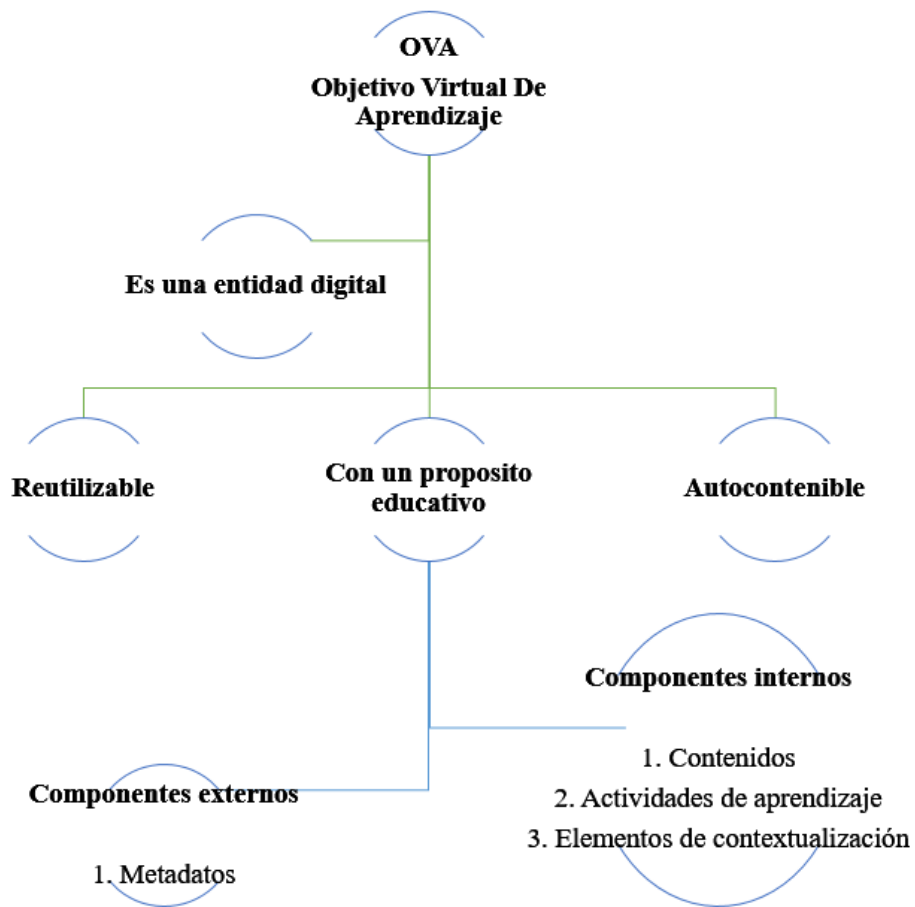 OVA
Objetivo Virtual De
Aprendizaje
Es una entidad digital
Reutilizable
Con un proposito
educativo
Autocontenible
Componentes internos
1. Contenidos
2. Actividades de aprendizaje
3. Elementos de contextualización
Componentes externos
1. Metadatos